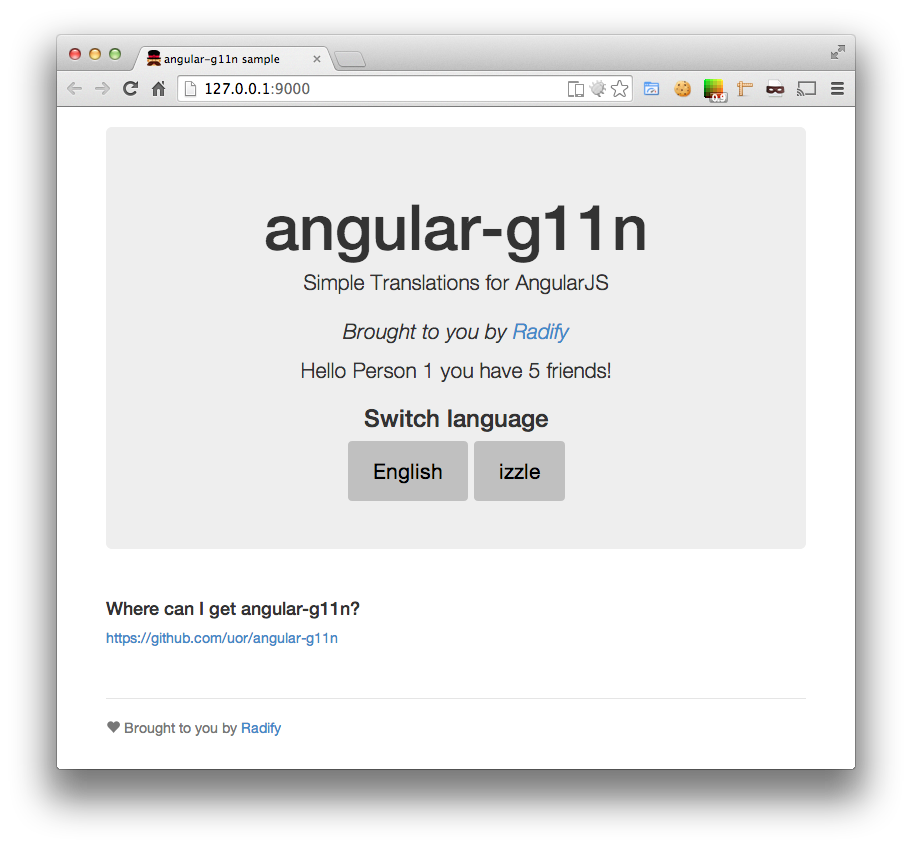 angular-g11n sample
127.0.0.1:9000
0.9
angular-g11n
Simple Translations for AngularJS
Brought to you by Radify
Hello Person 1 you have 5 friends!
Switch language
English izzle
Where can I get angular-g11n?
https://github.com/uor/angular-g11n
Brought to you by Radify